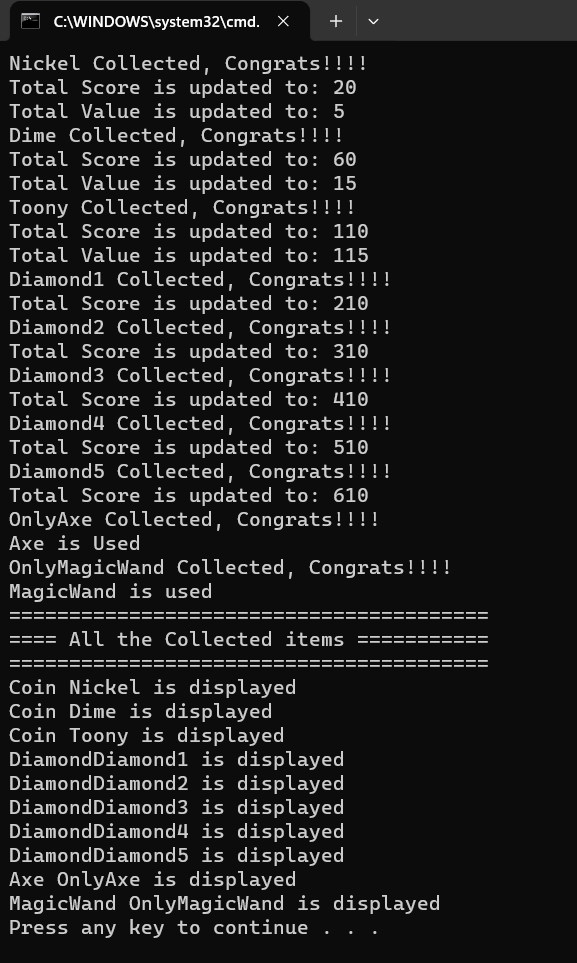 C:\WINDOWS\system32\cmd.
Nickel Collected, Congrats!!!!
Total Score is updated to: 20
Total Value is updated to: 5
Dime Collected, Congrats!!!!
Total Score is updated to: 60
Total Value is updated to: 15
Toony Collected, Congrats!!!!
Total Score is updated to: 110
Total Value is updated to: 115
Diamond1 Collected, Congrats!!!!
Total Score is updated to: 210
Diamond2 Collected, Congrats!!!!
Total Score is updated to: 310
Diamond3 Collected, Congrats!!!!
Total Score is updated to: 410
Diamond4 Collected, Congrats!!!!
Total Score is updated to: 510
Diamond5 Collected, Congrats!!!!
Total Score is updated to: 610
OnlyAxe Collected, Congrats!!!!
Axe is Used
OnlyMagicWand Collected, Congrats!!!!
MagicWand is used
========================================
==== All the Collected items ===========
========================================
Coin Nickel is displayed
Coin Dime is displayed
Coin Toony is displayed
DiamondDiamond1 is displayed
DiamondDiamond2 is displayed
DiamondDiamond3 is displayed
DiamondDiamond4 is displayed
DiamondDiamond5 is displayed
Axe OnlyAxe is displayed
MagicWand OnlyMagicWand is displayed
Press any key to continue . . .